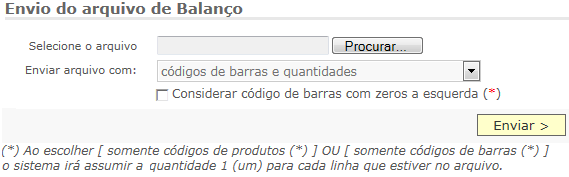 Envio do arquivo de Balanço
Selecione o arquivo Procurar...
Enviar arquivo com: códigos de barras e quantidades
Considerar código de barras com zeros a esquerda (*)
Enviar >
(*) Ao escolher [ somente códigos de produtos (*) ] OU [ somente códigos de barras (*) ]
o sistema irá assumir a quantidade 1 (um) para cada linha que estiver no arquivo.